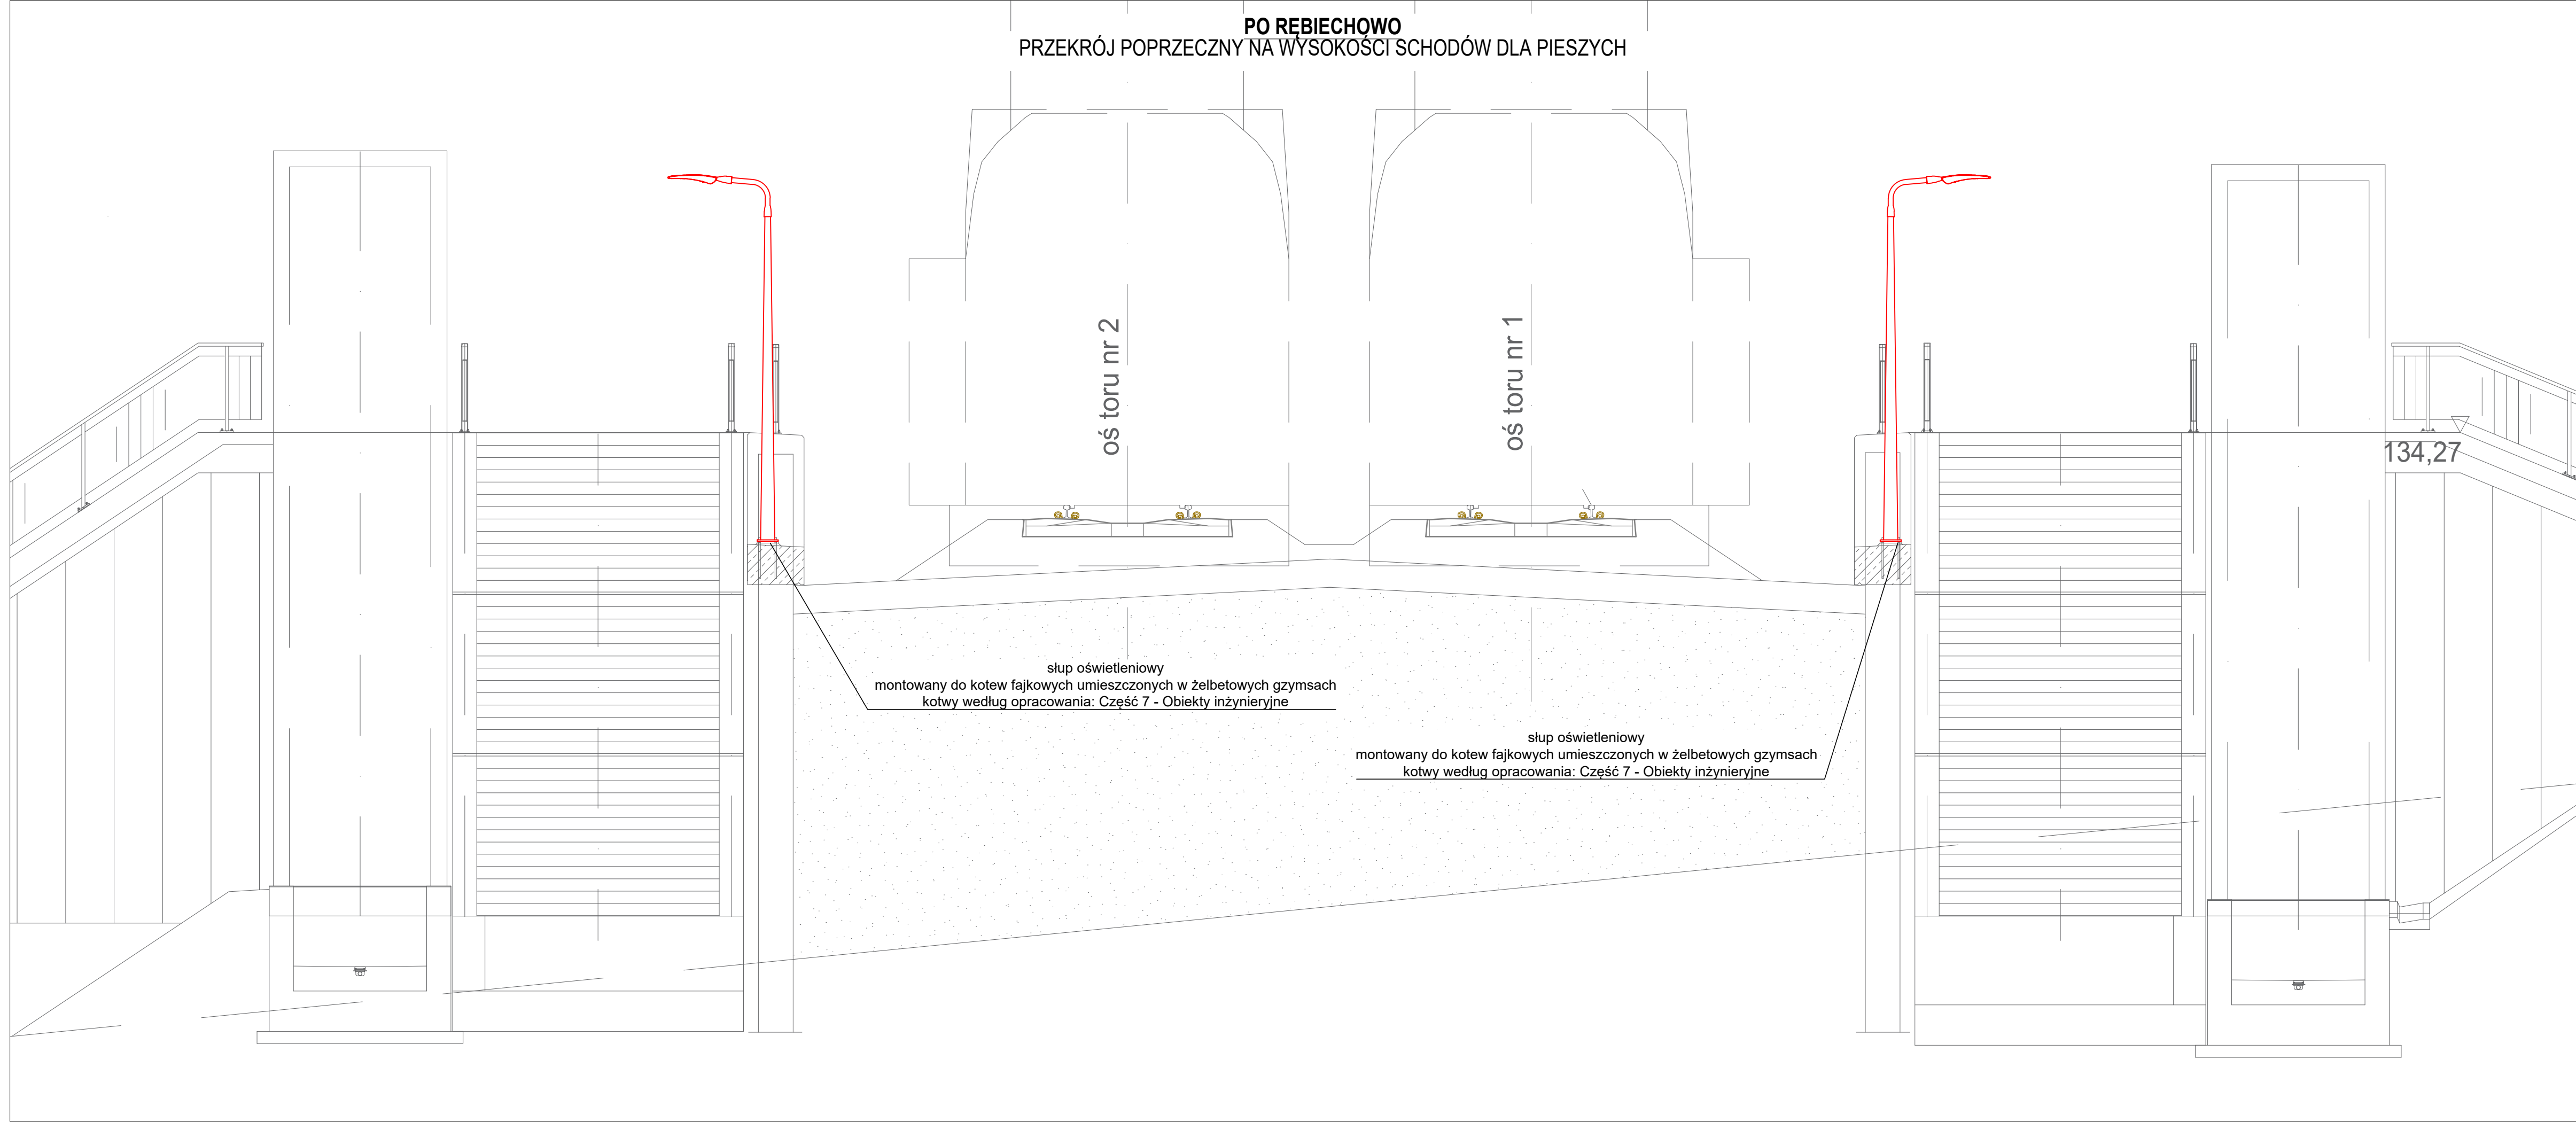 PO RĘBIECHOWO
PRZEKRÓJ POPRZECZNY NA WYSOKOŚCI SCHODÓW DLA PIESZYCH
oś toru nr 2
oś toru nr 1
134,27
słup oświetleniowy
montowany do kotew fajkowych umieszczonych w żelbetowych gzymsach
kotwy według opracowania: Część 7 - Obiekty inżynieryjne
słup oświetleniowy
montowany do kotew fajkowych umieszczonych w żelbetowych gzymsach
kotwy według opracowania: Część 7 - Obiekty inżynieryjne